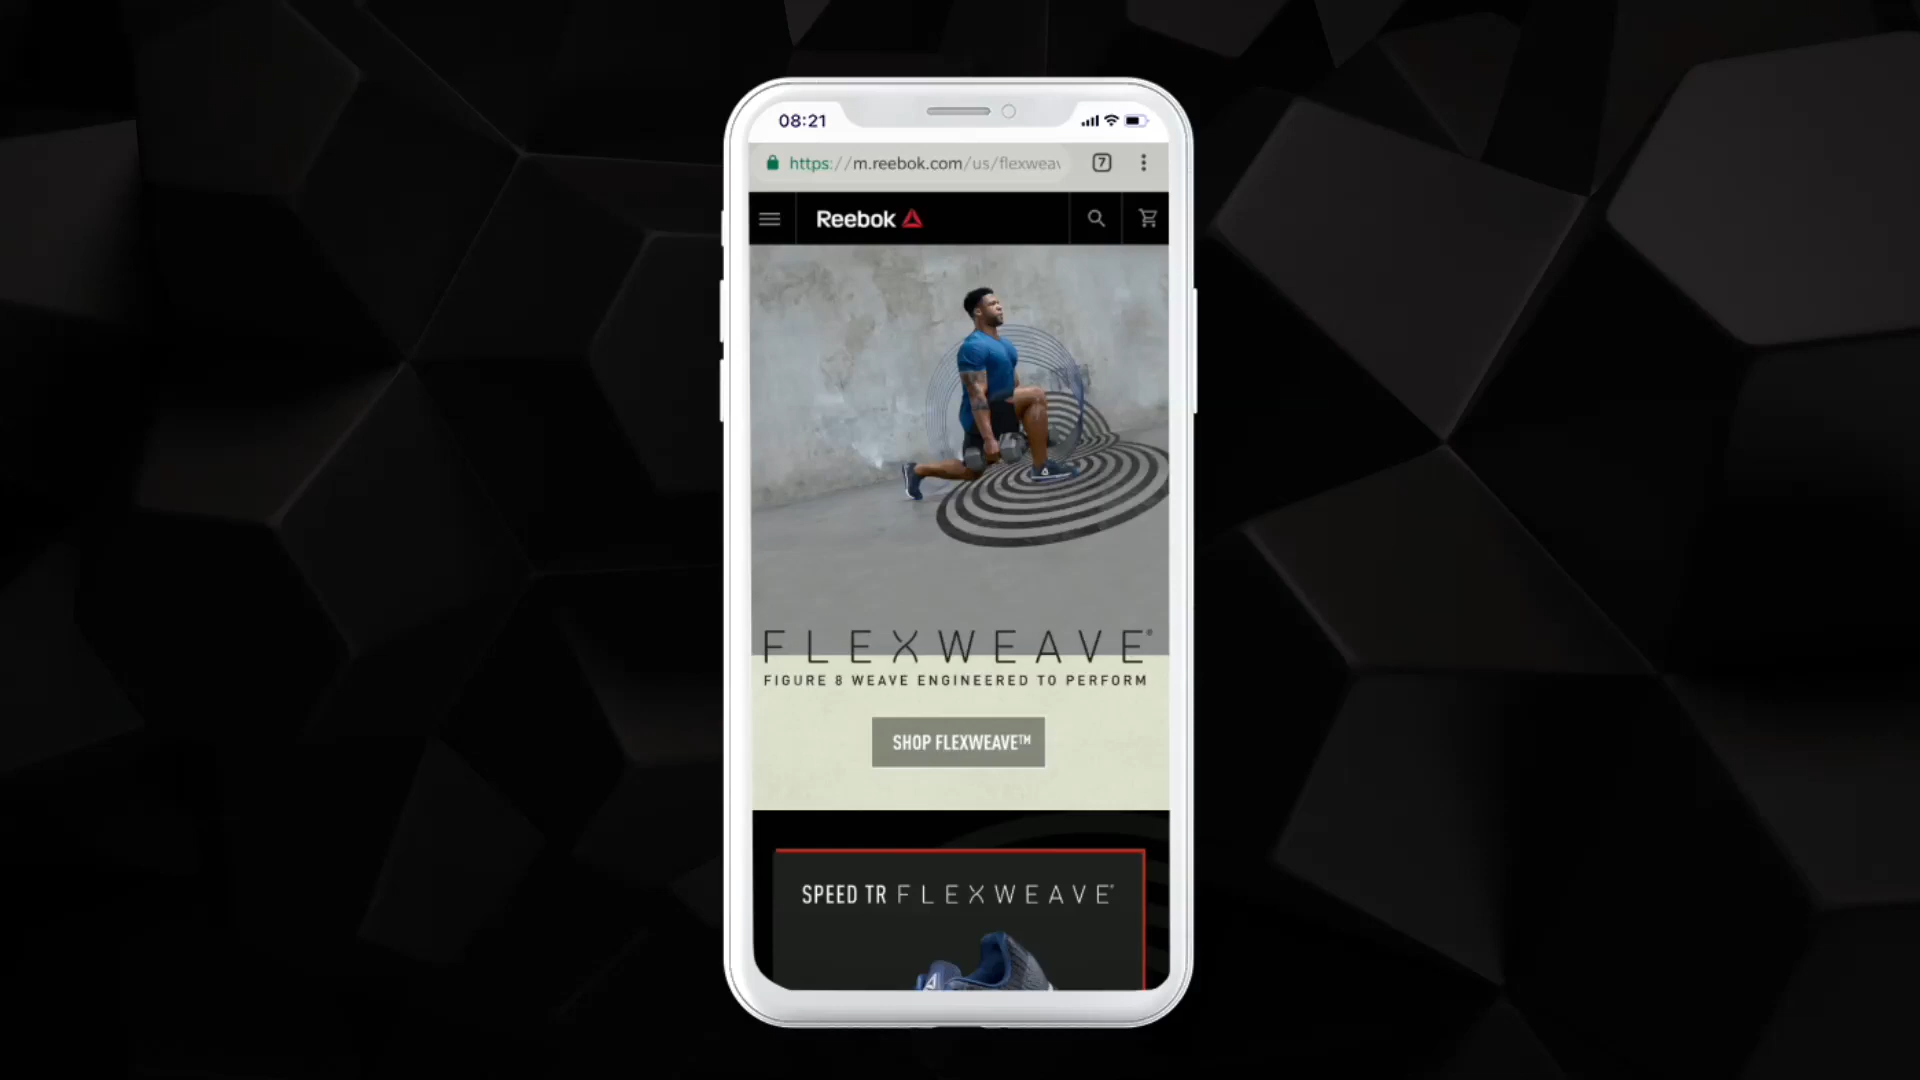 08:21
https://m.reebok.com/us/flexweav
7
Reebok
FLEXWEAVE®
FIGURE 8 WEAVE ENGINEERED TO PERFORM
SHOP FLEXWEAVE™
SPEED TR FLEXWEAVE®